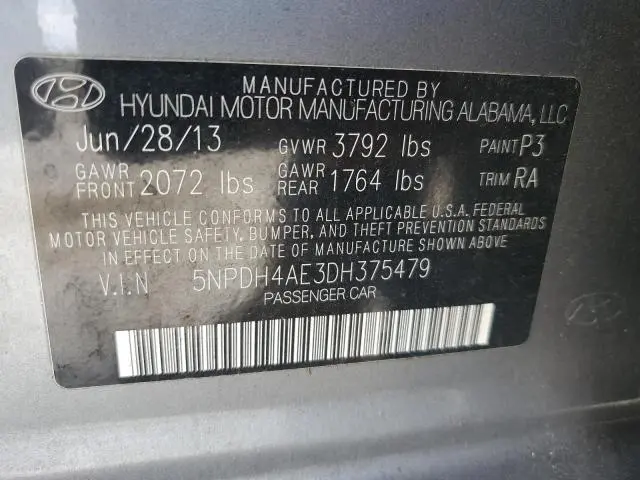 MANUFACTURED BY
HYUNDAI MOTOR MANUFACTURING ALABAMA, LLC
Jun/28/13 GVWR 3792 lbs PAINT P3
GAWR FRONT 2072 lbs GAWR REAR 1764 lbs TRIM RA
THIS VEHICLE CONFORMS TO ALL APPLICABLE U.S.A. FEDERAL
MOTOR VEHICLE SAFETY, BUMPER, AND THEFT PREVENTION STANDARDS
IN EFFECT ON THE DATE OF MANUFACTURE SHOWN ABOVE.
V.I.N 5NPDH4AE3DH375479
PASSENGER CAR